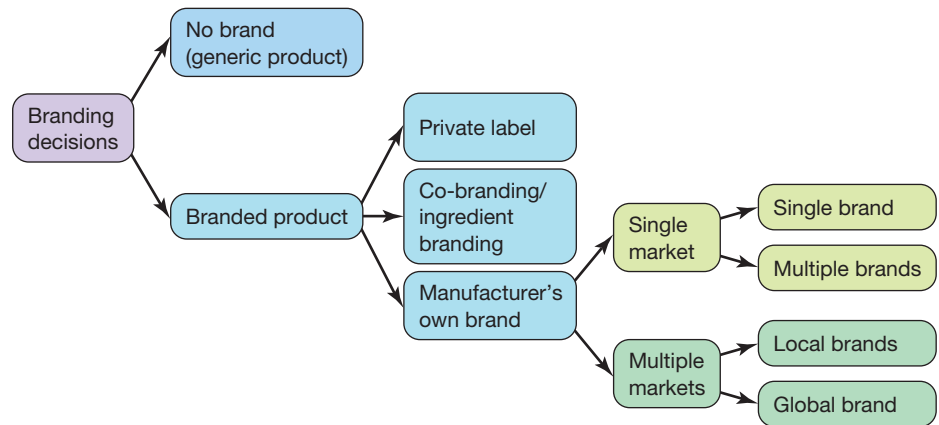 No brand
(generic product)
Branding
decisions
Branded product
Private label
Co-branding/
ingredient
branding
Manufacturer’s
own brand
Single
market
Multiple
markets
Single brand
Multiple brands
Local brands
Global brand